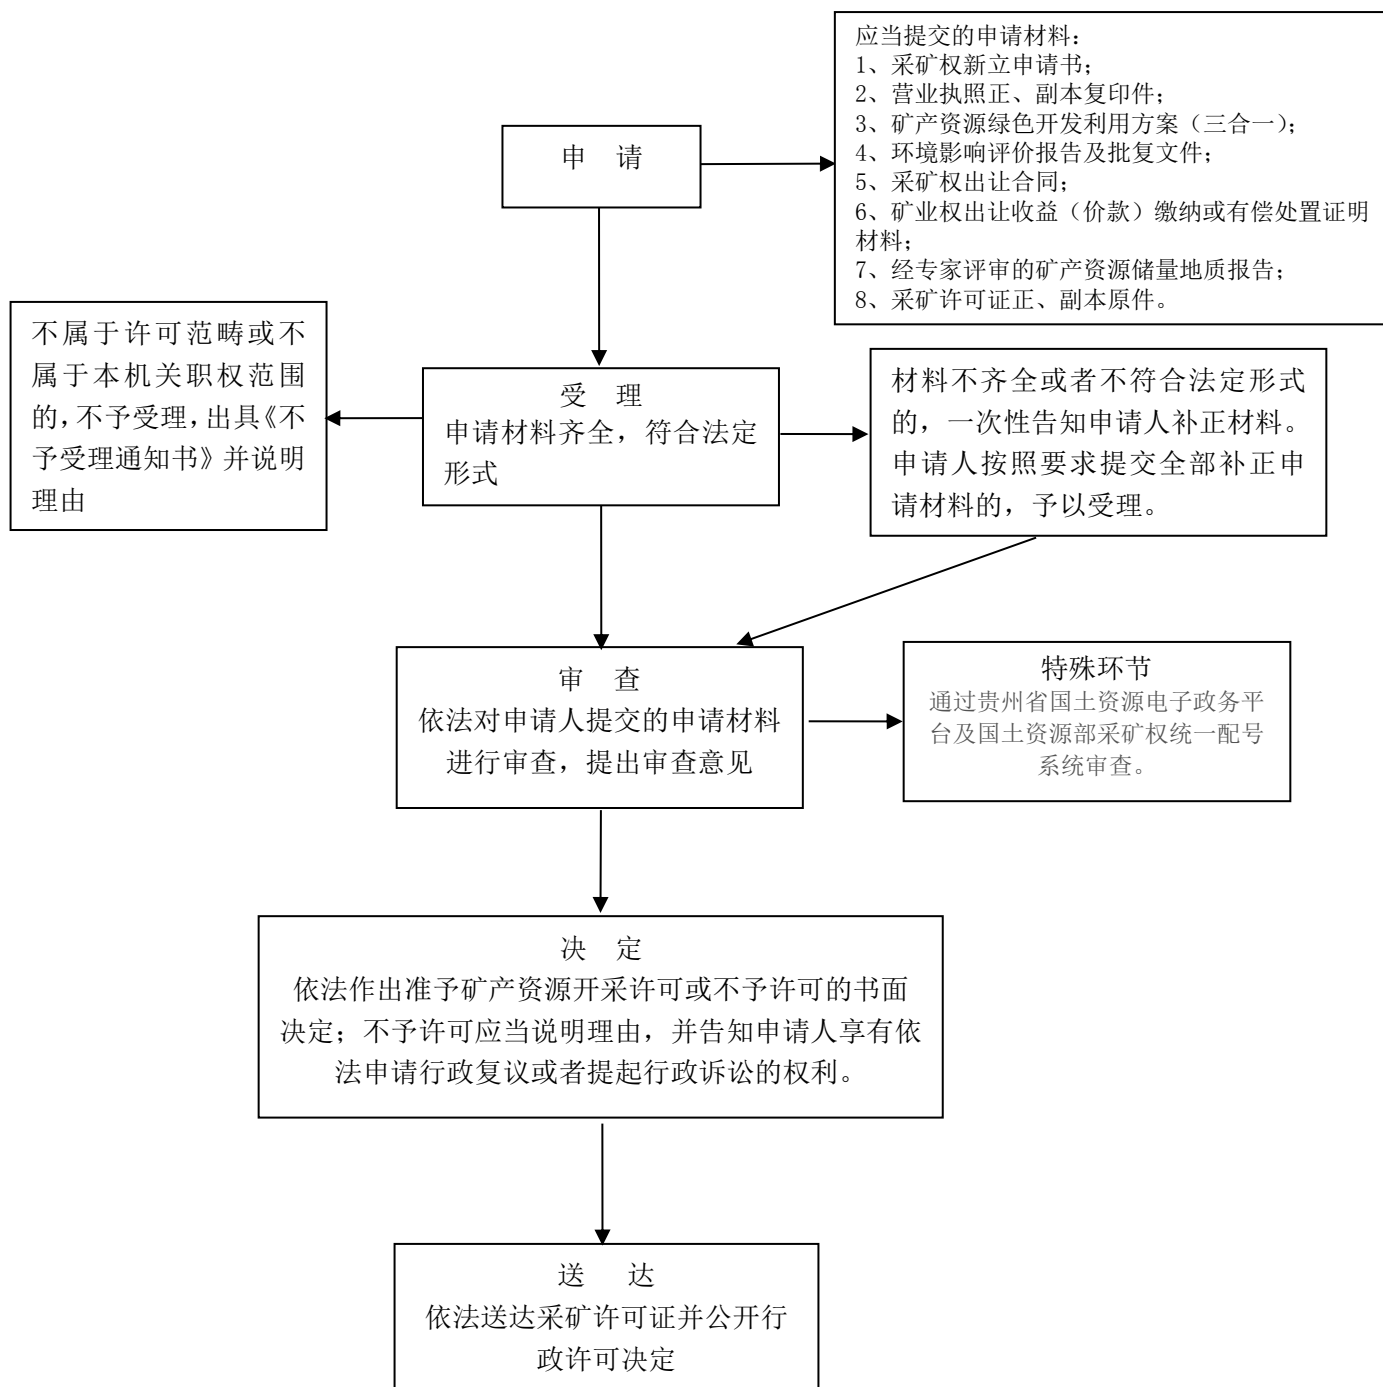 应当提交的申请材料：
1、采矿权新立申请书；
2、营业执照正、副本复印件；
3、矿产资源绿色开发利用方案（三合一）；
4、环境影响评价报告及批复文件；
5、采矿权出让合同；
6、矿业权出让收益（价款）缴纳或有偿处置证明
材料；
7、经专家评审的矿产资源储量地质报告；
8、采矿许可证正、副本原件。
申 请
不属于许可范畴或不
属于本机关职权范围
的，不予受理，出具《不
予受理通知书》并说明
理由
受 理
申请材料齐全，符合法定
形式
材料不齐全或者不符合法定形式
的，一次性告知申请人补正材料。
申请人按照要求提交全部补正申
请材料的，予以受理。
审 查
依法对申请人提交的申请材料
进行审查，提出审查意见
特殊环节
通过贵州省国土资源电子政务平
台及国土资源部采矿权统一配号
系统审查。
决 定
依法作出准予矿产资源开采许可或不予许可的书面
决定；不予许可应当说明理由，并告知申请人享有依
法申请行政复议或者提起行政诉讼的权利。
送 达
依法送达采矿许可证并公开行
政许可决定